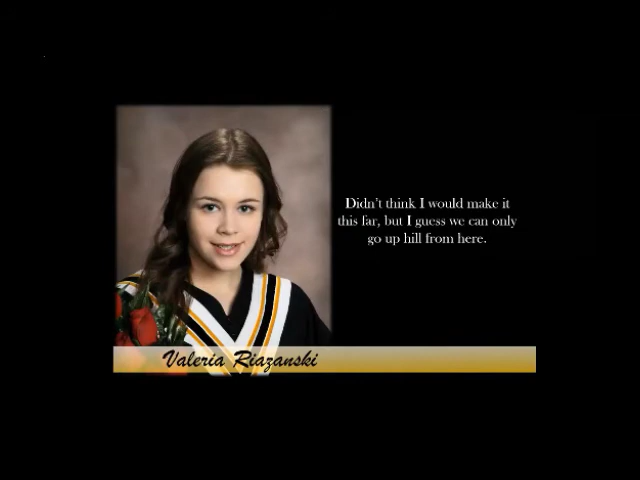 Didn't think I would make it
this far, but I guess we can only
go up hill from here.
Valeria Riazanski